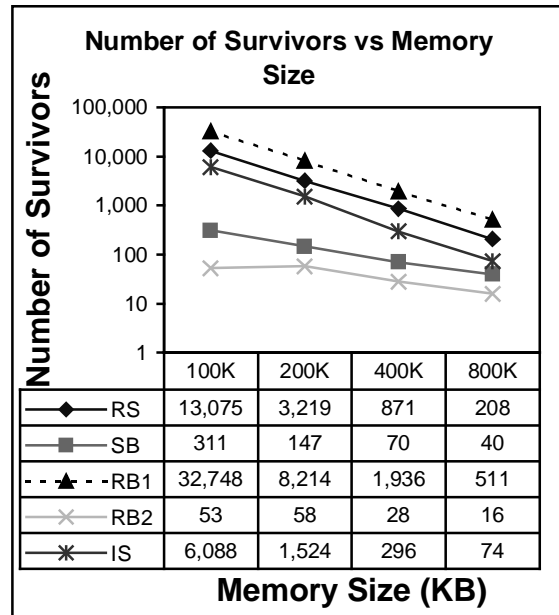 Number of Survivors vs Memory
Size
Number of Survivors
100,000
10,000
1,000
100
10
1
100K 200K 400K 800K
RS 13,075 3,219 871 208
SB 311 147 70 40
RB1 32,748 8,214 1,936 511
RB2 53 58 28 16
IS 6,088 1,524 296 74
Memory Size (KB)